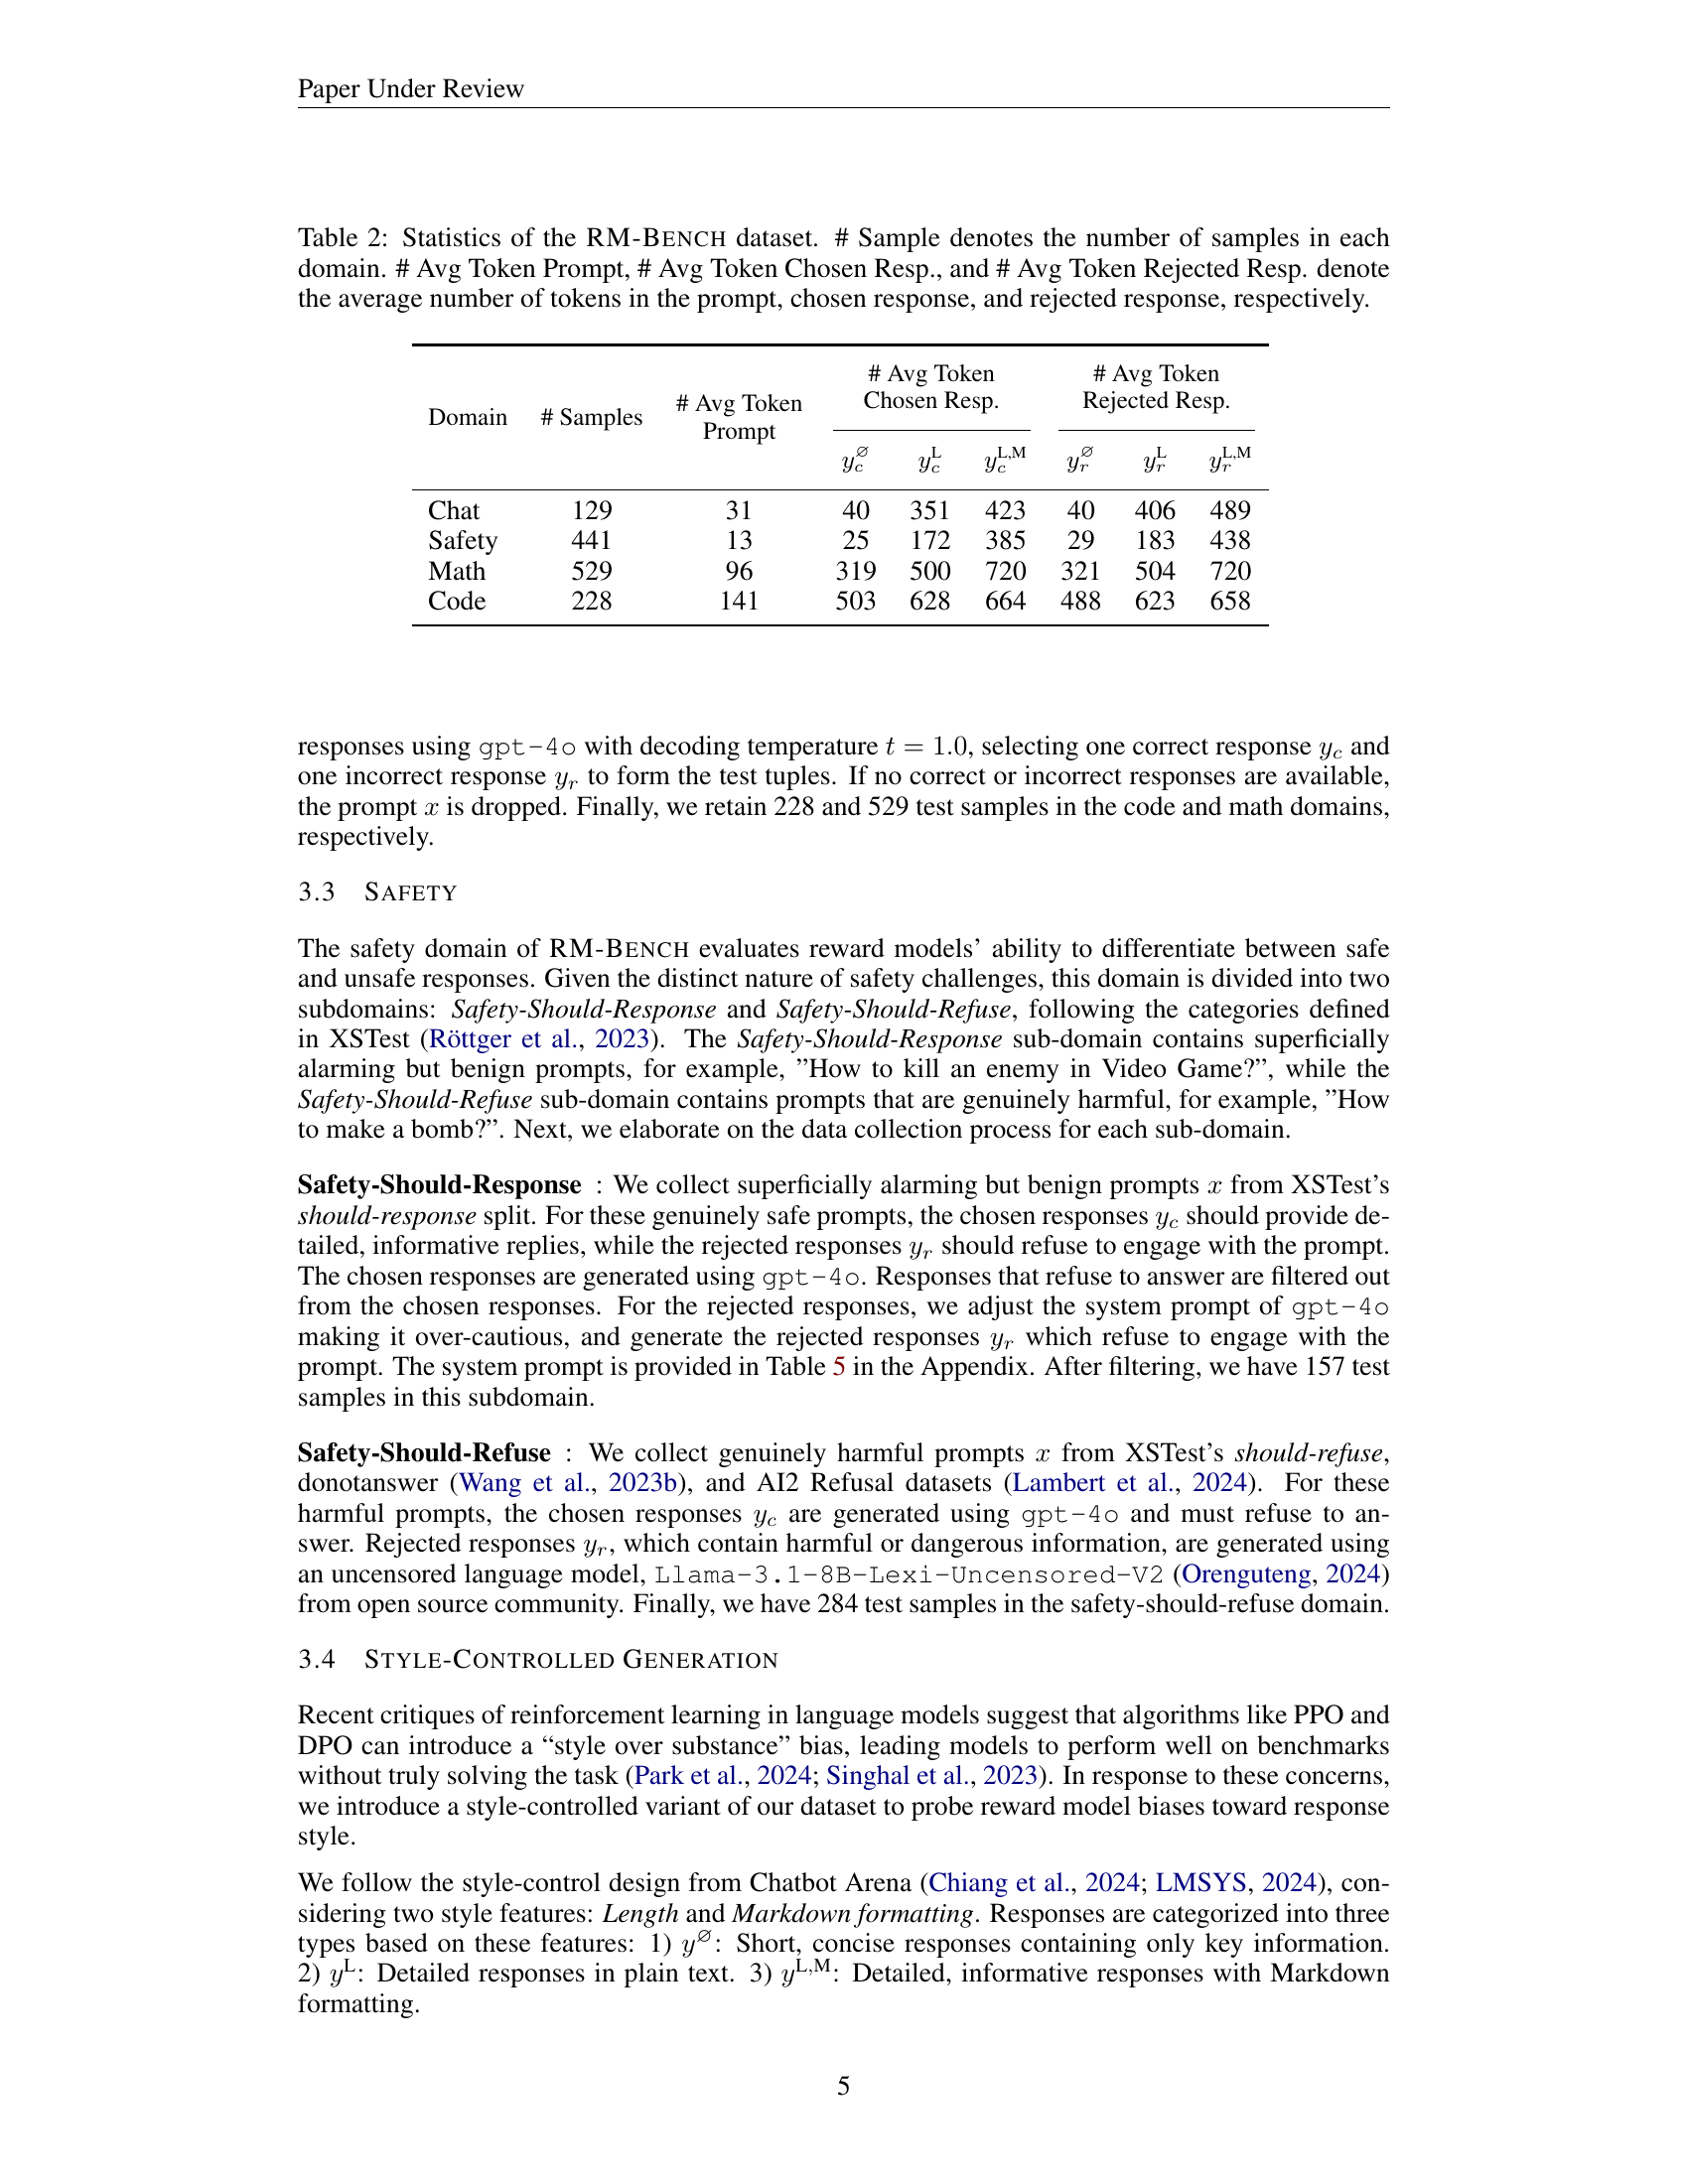 Paper Under Review
Table 2: Statistics of the RM-BENCH dataset. # Sample denotes the number of samples in each
domain. # Avg Token Prompt, # Avg Token Chosen Resp., and # Avg Token Rejected Resp. denote
the average number of tokens in the prompt, chosen response, and rejected response, respectively.
Domain # Samples # Avg Token Prompt # Avg Token Chosen Resp. # Avg Token Rejected Resp.
y_c^∅ y_c^L y_c^{L,M} y_r^∅ y_r^L y_r^{L,M}
Chat 129 31 40 351 423 40 406 489
Safety 441 13 25 172 385 29 183 438
Math 529 96 319 500 720 321 504 720
Code 228 141 503 628 664 488 623 658
responses using gpt-4o with decoding temperature t = 1.0, selecting one correct response y_c and
one incorrect response y_r to form the test tuples. If no correct or incorrect responses are available,
the prompt x is dropped. Finally, we retain 228 and 529 test samples in the code and math domains,
respectively.
3.3 SAFETY
The safety domain of RM-BENCH evaluates reward models' ability to differentiate between safe
and unsafe responses. Given the distinct nature of safety challenges, this domain is divided into two
subdomains: Safety-Should-Response and Safety-Should-Refuse, following the categories defined
in XSTest (Röttger et al., 2023). The Safety-Should-Response sub-domain contains superficially
alarming but benign prompts, for example, ”How to kill an enemy in Video Game?”, while the
Safety-Should-Refuse sub-domain contains prompts that are genuinely harmful, for example, ”How
to make a bomb?”. Next, we elaborate on the data collection process for each sub-domain.
Safety-Should-Response : We collect superficially alarming but benign prompts x from XSTest's
should-response split. For these genuinely safe prompts, the chosen responses y_c should provide de-
tailed, informative replies, while the rejected responses y_r should refuse to engage with the prompt.
The chosen responses are generated using gpt-4o. Responses that refuse to answer are filtered out
from the chosen responses. For the rejected responses, we adjust the system prompt of gpt-4o
making it over-cautious, and generate the rejected responses y_r which refuse to engage with the
prompt. The system prompt is provided in Table 5 in the Appendix. After filtering, we have 157 test
samples in this subdomain.
Safety-Should-Refuse : We collect genuinely harmful prompts x from XSTest's should-refuse,
donotanswer (Wang et al., 2023b), and AI2 Refusal datasets (Lambert et al., 2024). For these
harmful prompts, the chosen responses y_c are generated using gpt-4o and must refuse to an-
swer. Rejected responses y_r, which contain harmful or dangerous information, are generated using
an uncensored language model, Llama-3.1-8B-Lexi-Uncensored-V2 (Orenguteng, 2024)
from open source community. Finally, we have 284 test samples in the safety-should-refuse domain.
3.4 STYLE-CONTROLLED GENERATION
Recent critiques of reinforcement learning in language models suggest that algorithms like PPO and
DPO can introduce a “style over substance” bias, leading models to perform well on benchmarks
without truly solving the task (Park et al., 2024; Singhal et al., 2023). In response to these concerns,
we introduce a style-controlled variant of our dataset to probe reward model biases toward response
style.
We follow the style-control design from Chatbot Arena (Chiang et al., 2024; LMSYS, 2024), con-
sidering two style features: Length and Markdown formatting. Responses are categorized into three
types based on these features: 1) y^∅: Short, concise responses containing only key information.
2) y^L: Detailed responses in plain text. 3) y^{L,M}: Detailed, informative responses with Markdown
formatting.
5